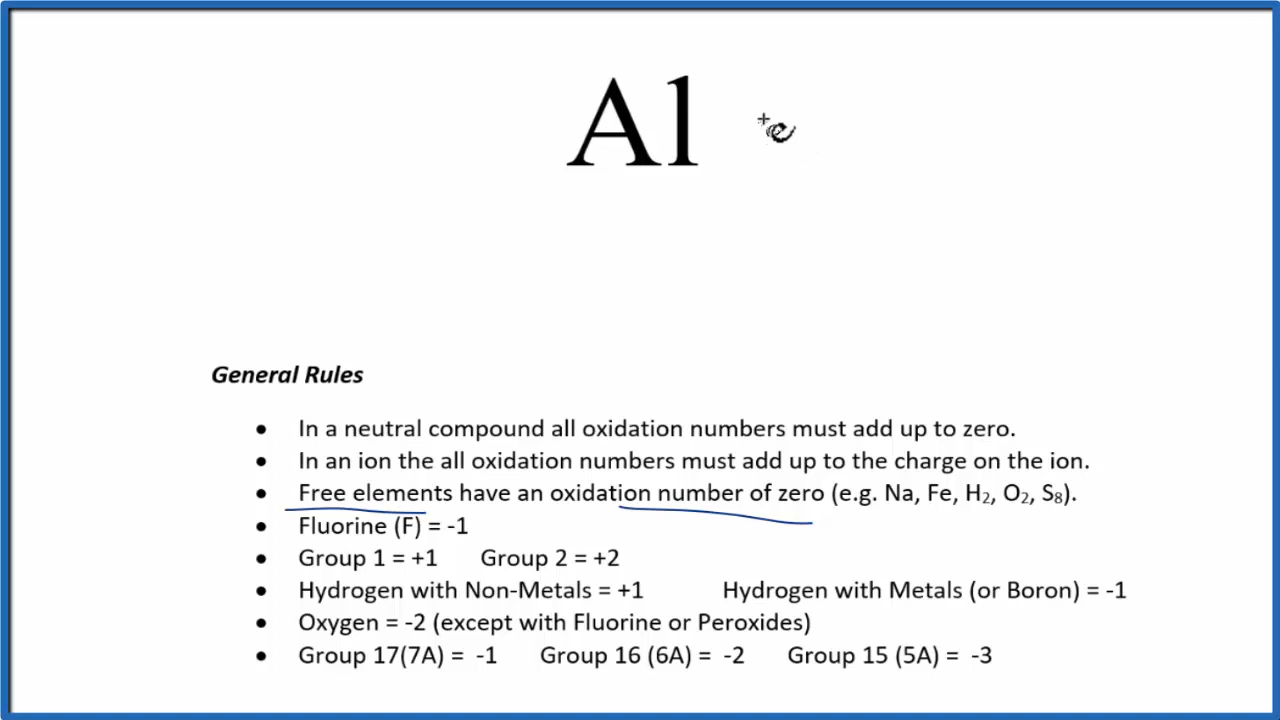 Al
General Rules
• In a neutral compound all oxidation numbers must add up to zero.
• In an ion the all oxidation numbers must add up to the charge on the ion.
• Free elements have an oxidation number of zero (e.g. Na, Fe, H₂, O₂, S₈).
• Fluorine (F) = -1
• Group 1 = +1 Group 2 = +2
• Hydrogen with Non-Metals = +1 Hydrogen with Metals (or Boron) = -1
• Oxygen = -2 (except with Fluorine or Peroxides)
• Group 17(7A) = -1 Group 16 (6A) = -2 Group 15 (5A) = -3